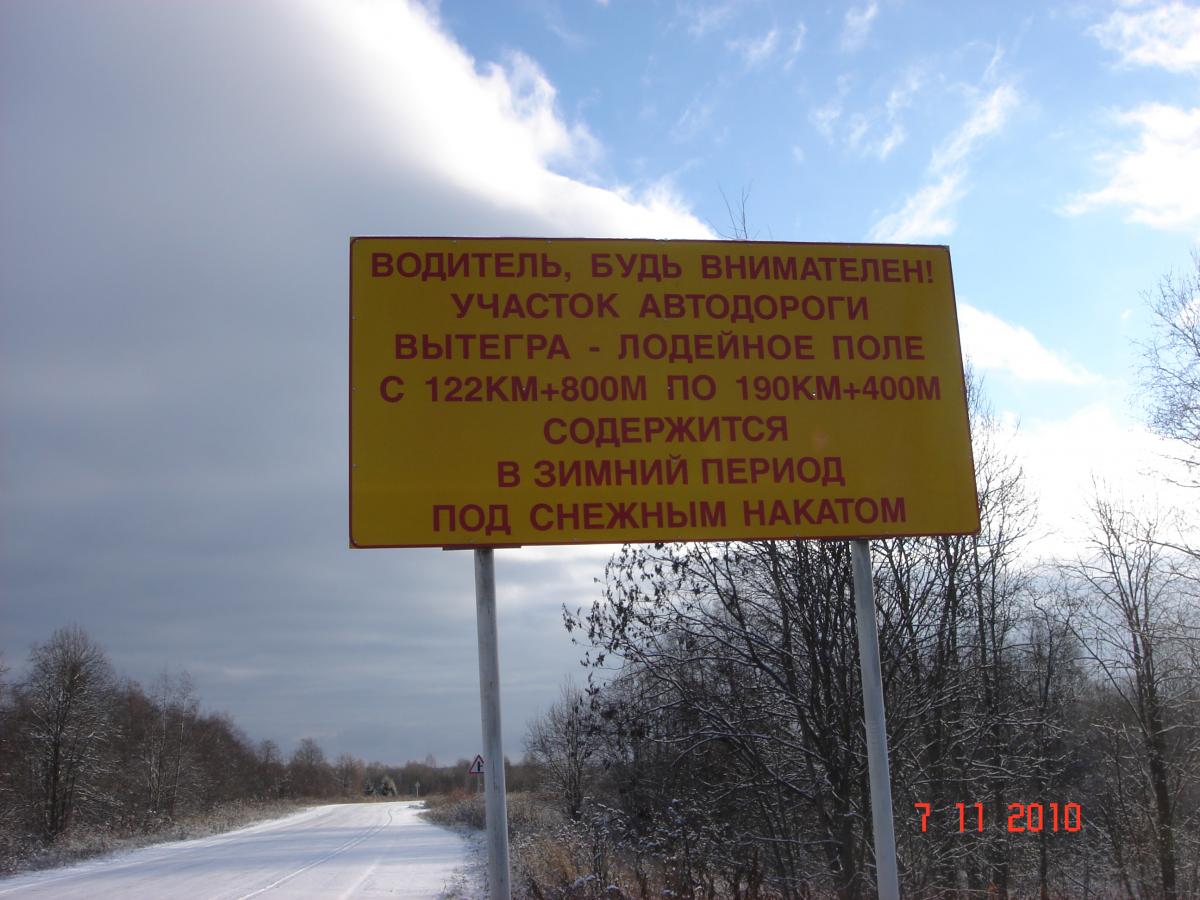 ВОДИТЕЛЬ, БУДЬ ВНИМАТЕЛЕН!
УЧАСТОК АВТОДОРОГИ
ВЫТЕГРА - ЛОДЕЙНОЕ ПОЛЕ
С 122КМ+800М ПО 190КМ+400М
СОДЕРЖИТСЯ
В ЗИМНИЙ ПЕРИОД
ПОД СНЕЖНЫМ НАКАТОМ
7 11 2010